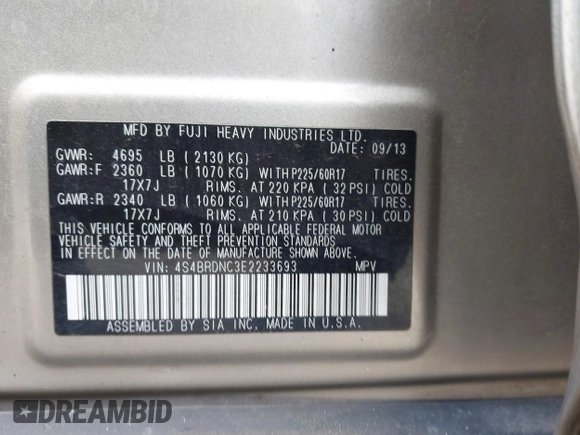 MFD BY FUJI HEAVY INDUSTRIES LTD.
DATE: 09/13
GVWR: 4695 LB (2130 KG)
GAWR:F 2360 LB (1070 KG) WITH P225/60R17 TIRES.
17X7J RIMS. AT 220 KPA (32 PSI) COLD
GAWR:R 2340 LB (1060 KG) WITH P225/60R17 TIRES.
17X7J RIMS. AT 210 KPA (30 PSI) COLD
THIS VEHICLE CONFORMS TO ALL APPLICABLE FEDERAL MOTOR
VEHICLE SAFETY AND THEFT PREVENTION STANDARDS
IN EFFECT ON THE DATE OF MANUFACTURE SHOWN ABOVE.
VIN: 4S4BRDNC3E2233693 MPV
ASSEMBLED BY SIA INC. MADE IN U.S.A.
DREAMBID